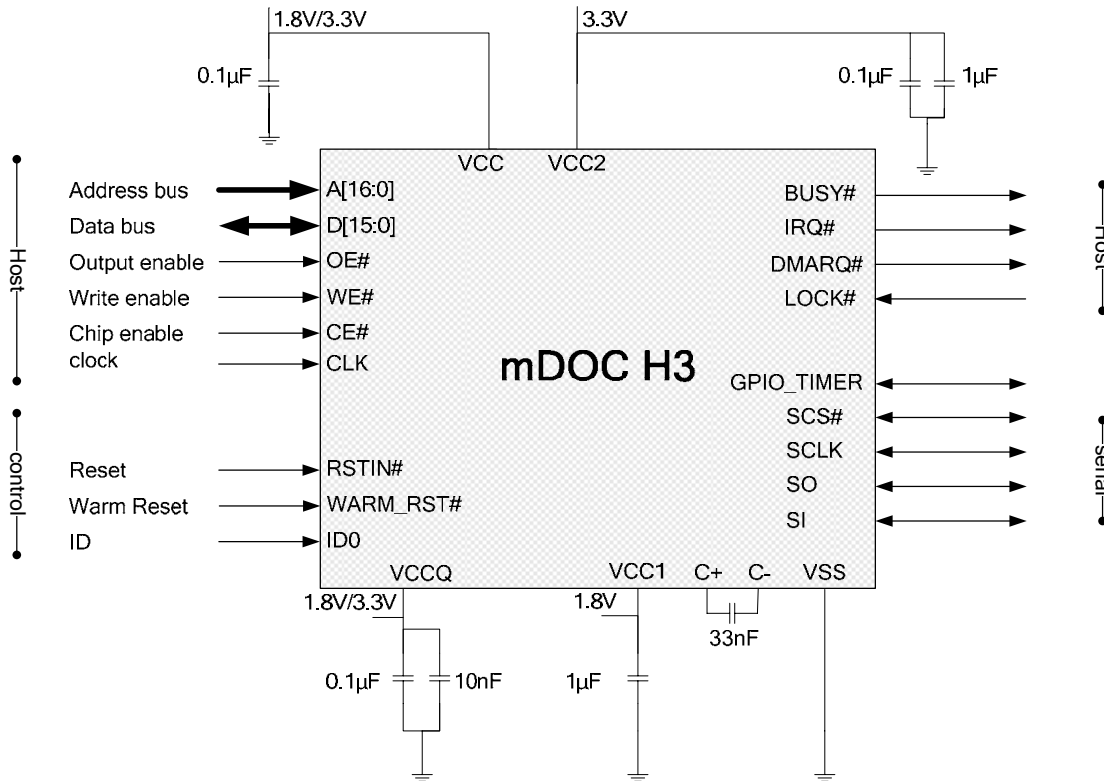 1.8V/3.3V
3.3V
0.1µF
0.1µF
1µF
VCC
VCC2
Host
Address bus
A[16:0]
Data bus
D[15:0]
Output enable
OE#
Write enable
WE#
Chip enable
CE#
clock
CLK
BUSY#
IRQ#
DMARQ#
LOCK#
Host
mDOC H3
GPIO_TIMER
SCS#
SCLK
SO
SI
serial
control
Reset
RSTIN#
Warm Reset
WARM_RST#
ID
ID0
VCCQ
VCC1
C+
C-
VSS
1.8V/3.3V
1.8V
33nF
0.1µF
10nF
1µF